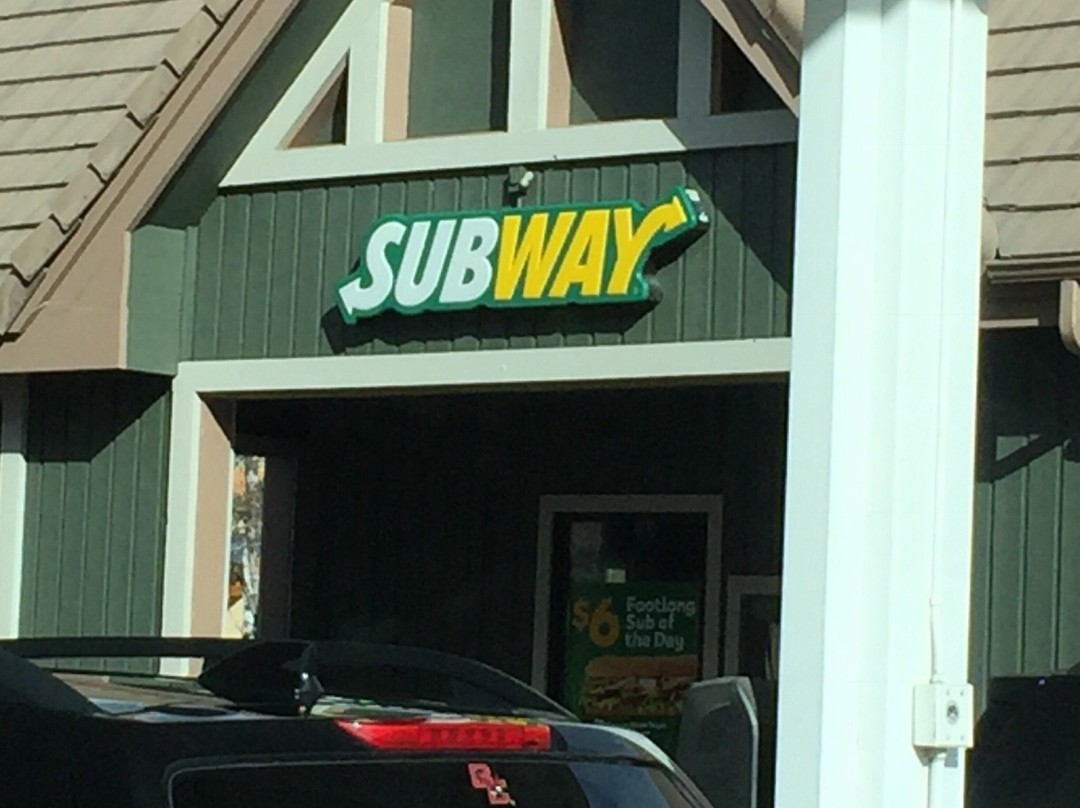 SUBWAY
$6
Footlong
Sub of
the Day